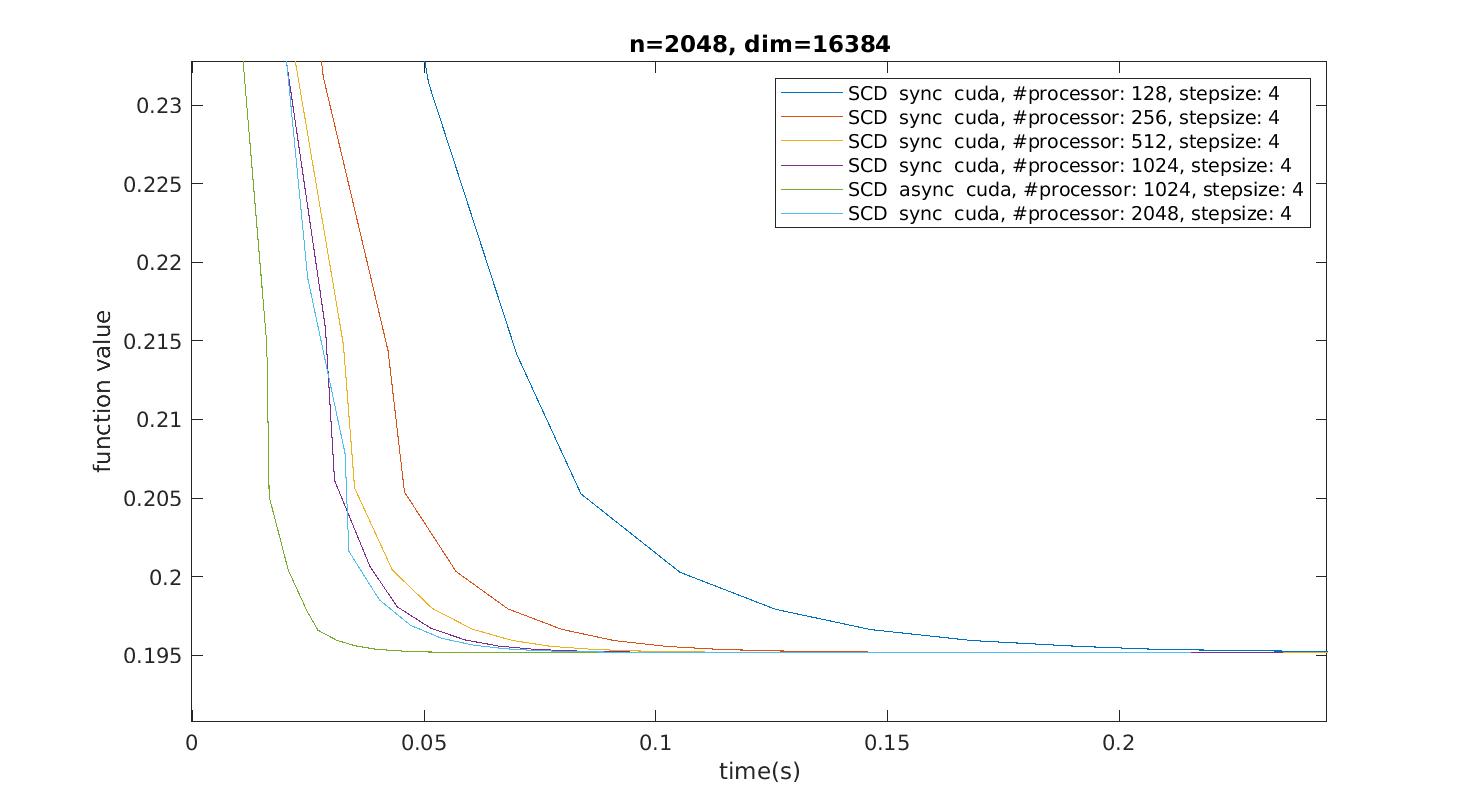 n=2048, dim=16384
SCD sync cuda, #processor: 128, stepsize: 4
SCD sync cuda, #processor: 256, stepsize: 4
SCD sync cuda, #processor: 512, stepsize: 4
SCD sync cuda, #processor: 1024, stepsize: 4
SCD async cuda, #processor: 1024, stepsize: 4
SCD sync cuda, #processor: 2048, stepsize: 4
function value
0.23
0.225
0.22
0.215
0.21
0.205
0.2
0.195
0 0.05 0.1 0.15 0.2
time(s)